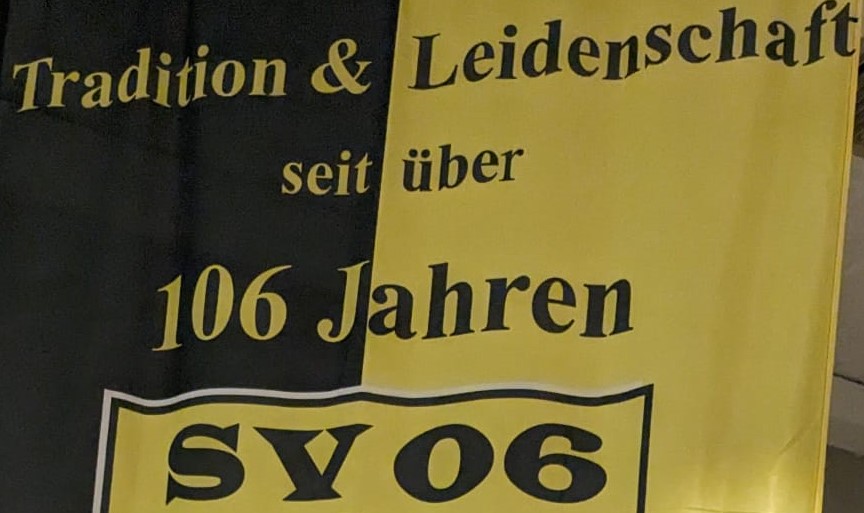 Tradition & Leidenschaft
seit über
106 Jahren
SV 06